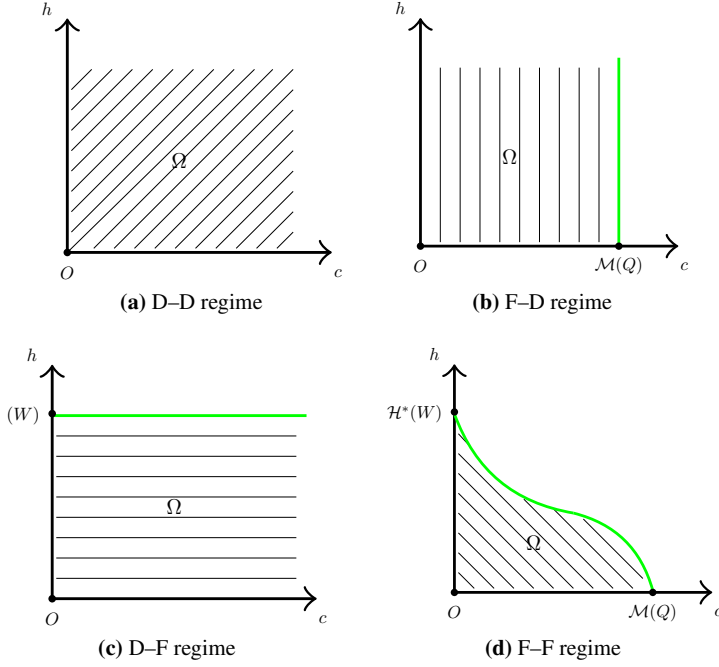 h
h
Ω
Ω
O
c
O
M(Q)
c
(a) D–D regime
(b) F–D regime
h
h
(W)
H*(W)
Ω
Ω
O
c
O
M(Q)
c
(c) D–F regime
(d) F–F regime